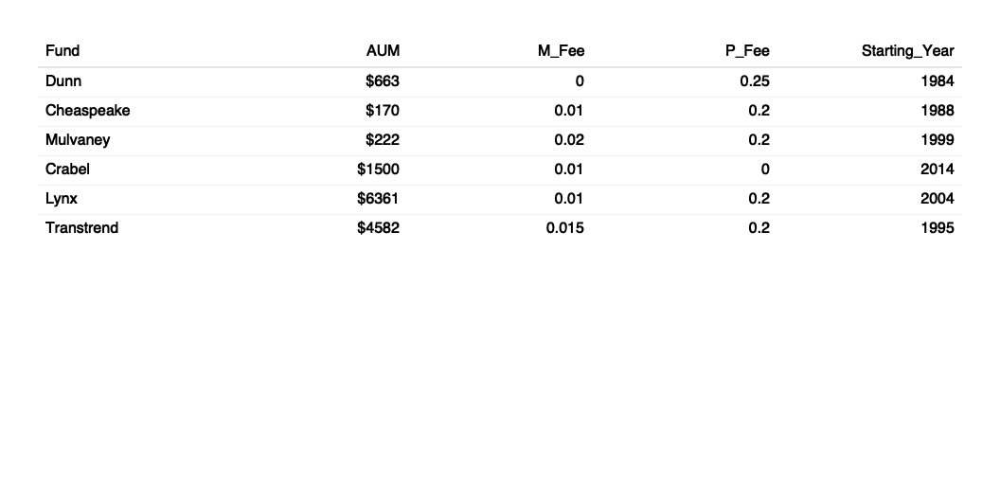 Fund AUM M_Fee P_Fee Starting_Year
Dunn $663 0 0.25 1984
Cheaspeake $170 0.01 0.2 1988
Mulvaney $222 0.02 0.2 1999
Crabel $1500 0.01 0 2014
Lynx $6361 0.01 0.2 2004
Transtrend $4582 0.015 0.2 1995